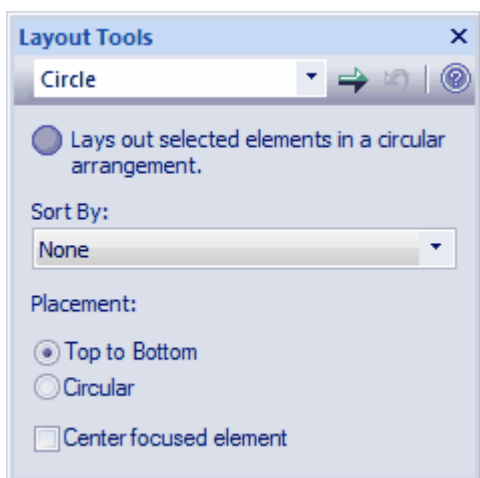 Layout Tools
Circle
Lays out selected elements in a circular
arrangement.
Sort By:
None
Placement:
Top to Bottom
Circular
Center focused element